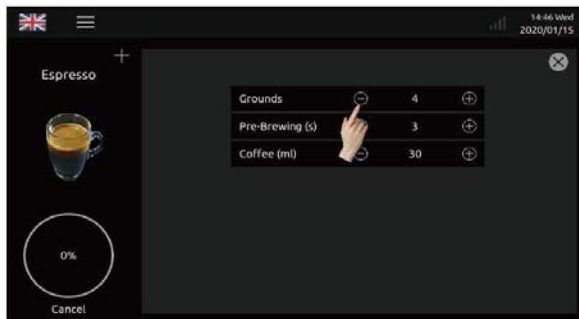 14:46 Wed
2020/01/15
Espresso
Grounds 4
Pre-Brewing (s) 3
Coffee (ml) 30
0%
Cancel